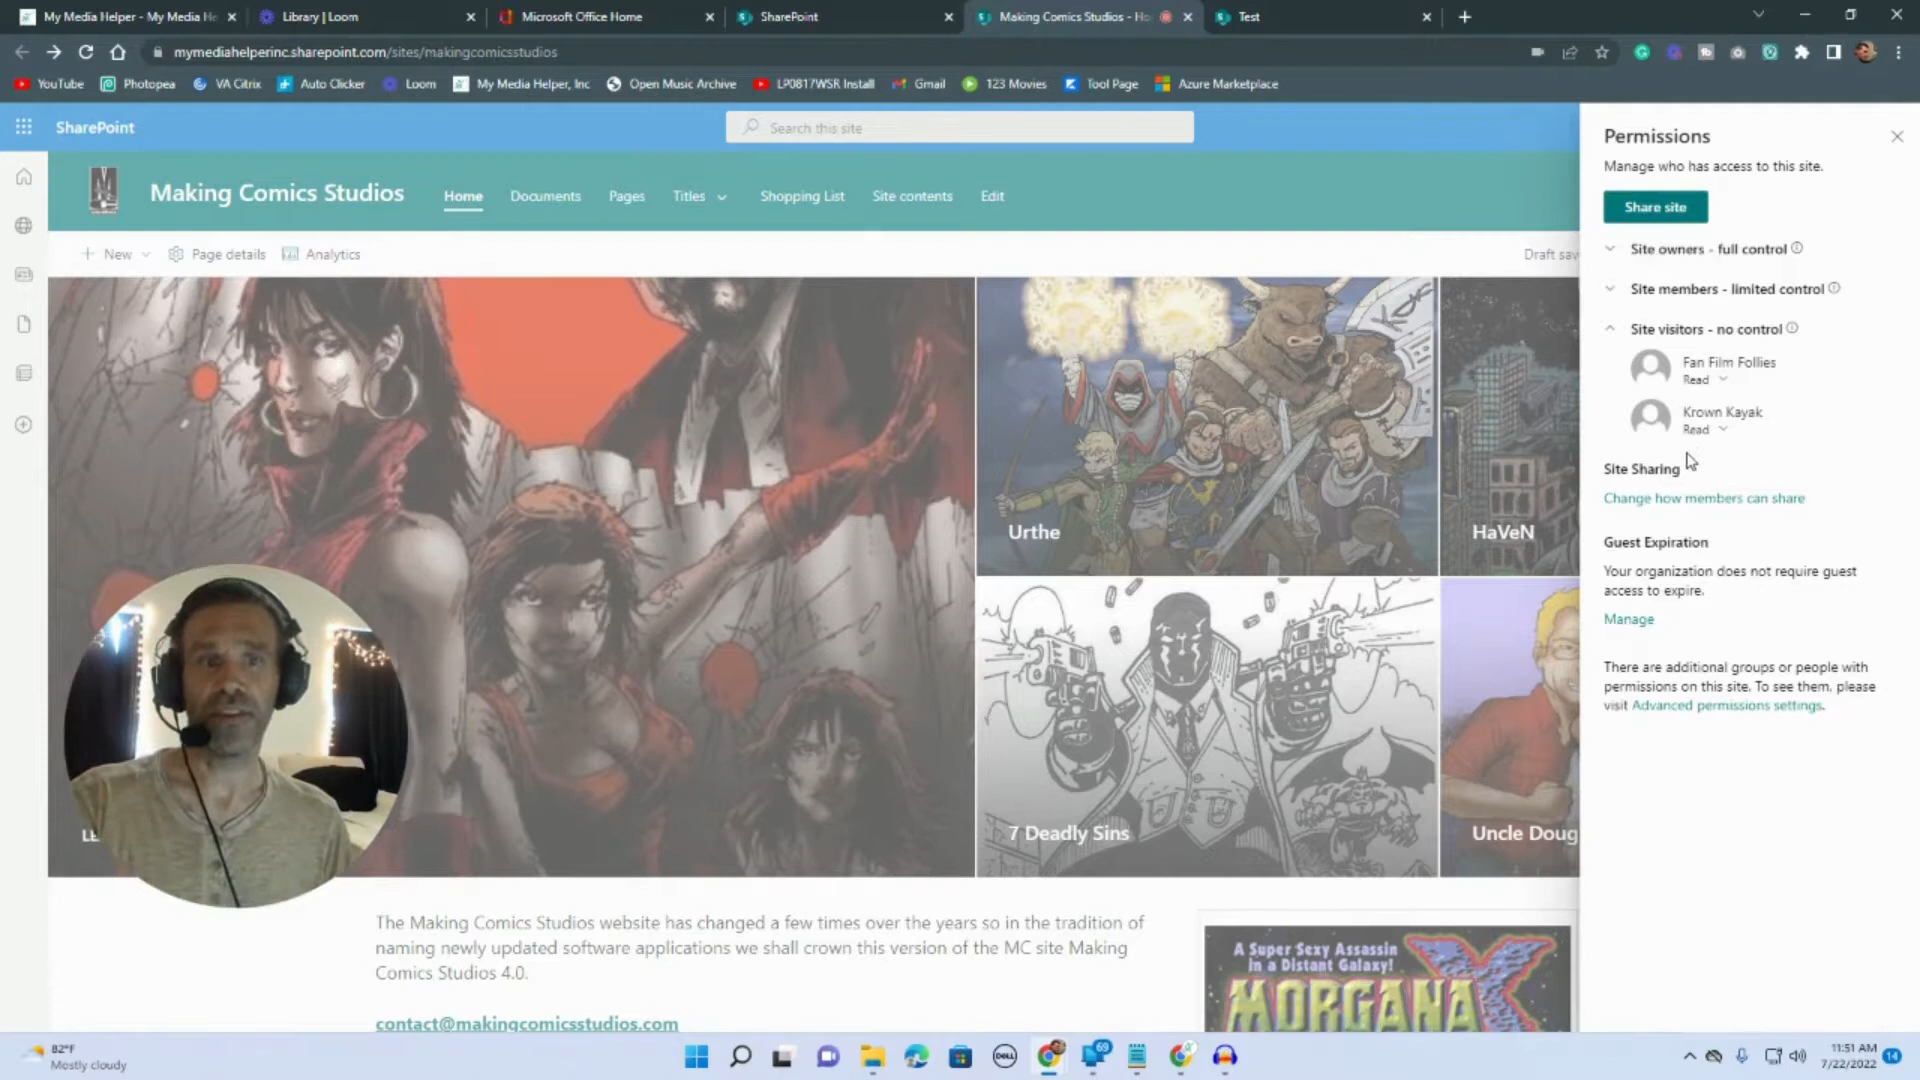 My Media Helper - My Media He
Library | Loom
Microsoft Office Home
SharePoint
Making Comics Studios - Ho
Test
mymediahelperinc.sharepoint.com/sites/makingcomicsstudios
YouTube
Photopea
VA Citrix
Auto Clicker
Loom
My Media Helper, Inc
Open Music Archive
LP0817WSR Install
Gmail
123 Movies
Tool Page
Azure Marketplace
SharePoint
Search this site
Making Comics Studios
Home
Documents
Pages
Titles
Shopping List
Site contents
Edit
New
Page details
Analytics
Draft sav
Urthe
HaVeN
7 Deadly Sins
Uncle Doug
The Making Comics Studios website has changed a few times over the years so in the tradition of
naming newly updated software applications we shall crown this version of the MC site Making
Comics Studios 4.0.
contact@makingcomicsstudios.com
A Super Sexy Assassin
in a Distant Galaxy!
MORGANA X
Permissions
Manage who has access to this site.
Share site
Site owners - full control
Site members - limited control
Site visitors - no control
Fan Film Follies
Read
Krown Kayak
Read
Site Sharing
Change how members can share
Guest Expiration
Your organization does not require guest
access to expire.
Manage
There are additional groups or people with
permissions on this site. To see them, please
visit Advanced permissions settings.
82°F
Mostly cloudy
DELL
69
11:51 AM
7/22/2022
14